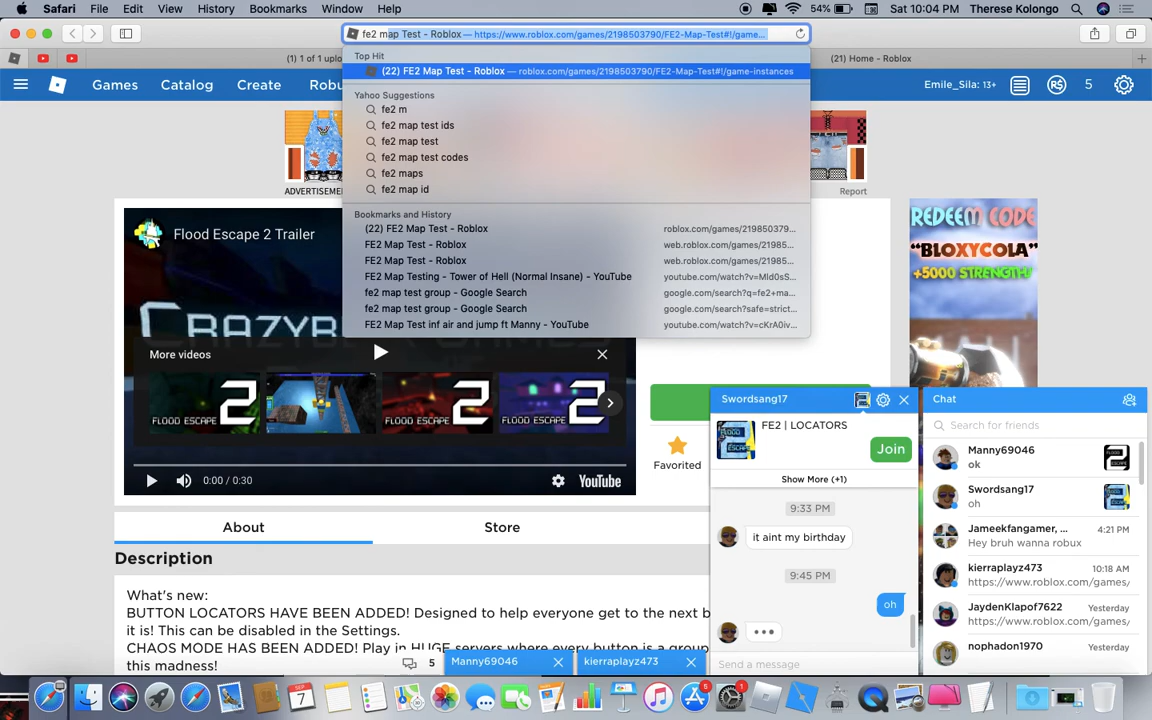 Safari File Edit View History Bookmarks Window Help 54% Sat 10:04 PM Therese Kolongo
fe2 map Test - Roblox — https://www.roblox.com/games/2198503790/FE2-Map-Test#!/game...
(1) 1 of 1 uplo
(21) Home - Roblox
Top Hit
(22) FE2 Map Test - Roblox — roblox.com/games/2198503790/FE2-Map-Test#!/game-instances
Yahoo Suggestions
fe2 m
fe2 map test ids
fe2 map test
fe2 map test codes
fe2 maps
fe2 map id
Bookmarks and History
(22) FE2 Map Test - Roblox roblox.com/games/219850379...
FE2 Map Test - Roblox web.roblox.com/games/21985...
FE2 Map Test - Roblox web.roblox.com/games/21985...
FE2 Map Testing - Tower of Hell (Normal Insane) - YouTube youtube.com/watch?v=MId0sS...
fe2 map test group - Google Search google.com/search?q=fe2+ma...
fe2 map test group - Google Search google.com/search?safe=strict...
FE2 Map Test inf air and jump ft Manny - YouTube youtube.com/watch?v=cKrA0iv...
Games Catalog Create Robu
Emile_Sila: 13+ 5
ADVERTISEMEN
Report
Flood Escape 2 Trailer
CRAZYB
More videos
2
2
FLOOD ESCAPE 2
FLOOD ESCAPE 2
0:00 / 0:30
YouTube
REDEEM CODE
"BLOXYCOLA"
+5000 STRENGTH!
Favorited
About Store
Description
What's new:
BUTTON LOCATORS HAVE BEEN ADDED! Designed to help everyone get to the next b
it is! This can be disabled in the Settings.
CHAOS MODE HAS BEEN ADDED! Play in HUGE servers where every button is a grou
this madness!
Swordsang17
FE2 | LOCATORS
Join
Show More (+1)
9:33 PM
it aint my birthday
9:45 PM
oh
Send a message
Chat
Search for friends
Manny69046
ok
Swordsang17
oh
Jameekfangamer, ... 4:21 PM
Hey bruh wanna robux
kierraplayz473 10:18 AM
https://www.roblox.com/games/
JaydenKlapof7622 Yesterday
https://www.roblox.com/games/
nophadon1970 Yesterday
5 Manny69046 kierraplayz473
SEP
7
5
1